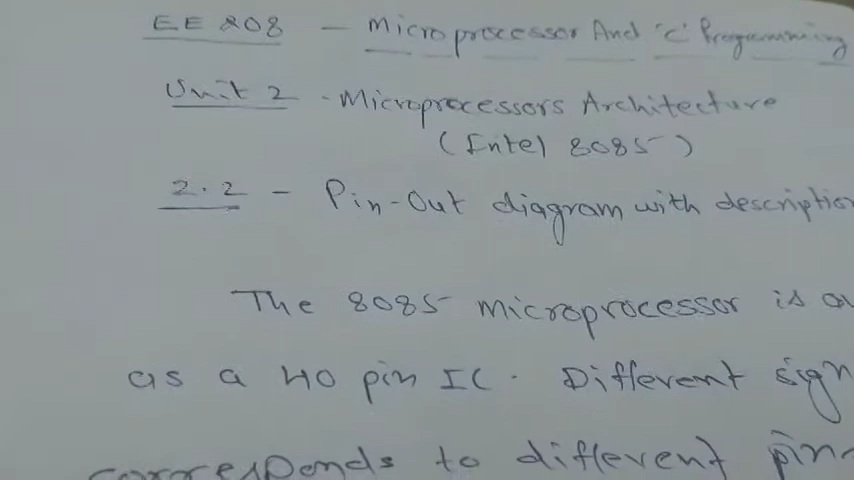 EE 208 - Microprocessor And 'C' Programming
Unit 2 - Microprocessors Architecture
(Intel 8085)
2.2 - Pin-Out diagram with description
The 8085 microprocessor is
as a 40 pin IC. Different
corresponds to different pin